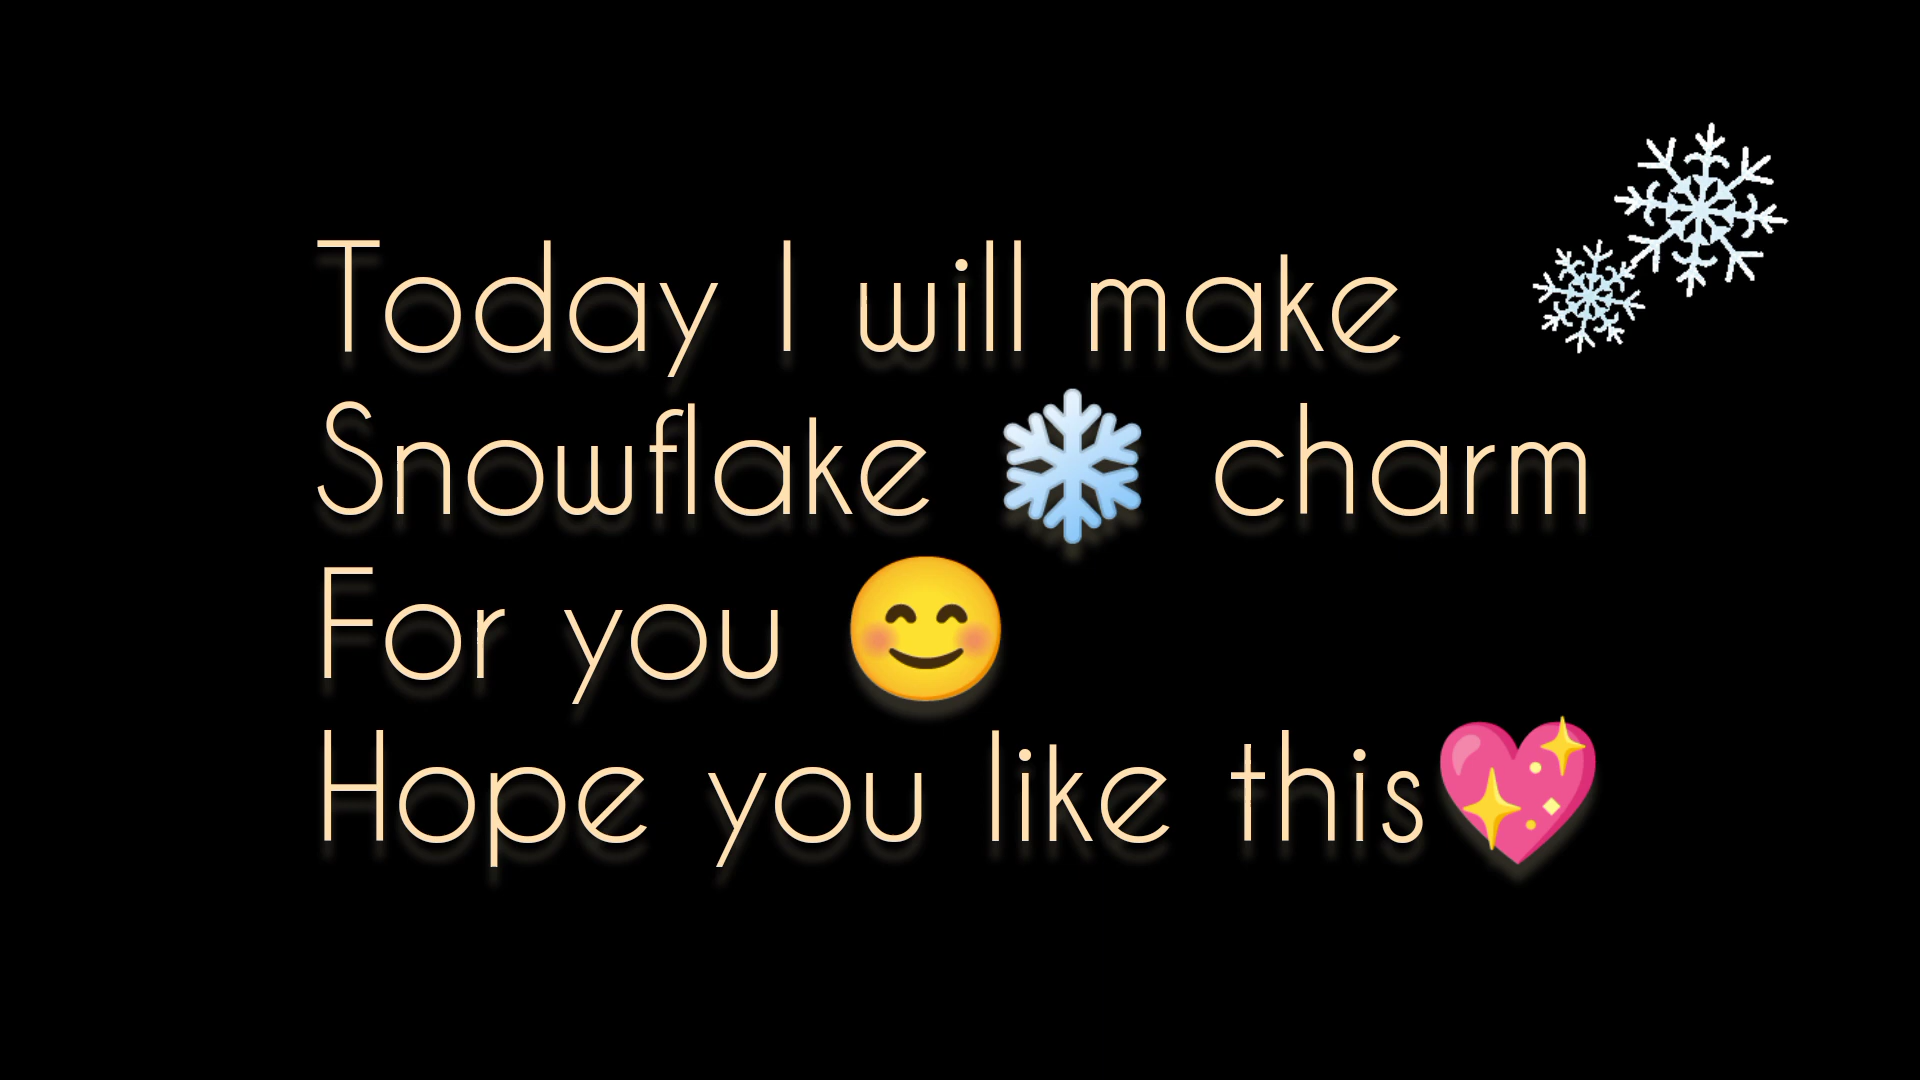 Today I will make
Snowflake ❄️ charm
For you 😊
Hope you like this💖